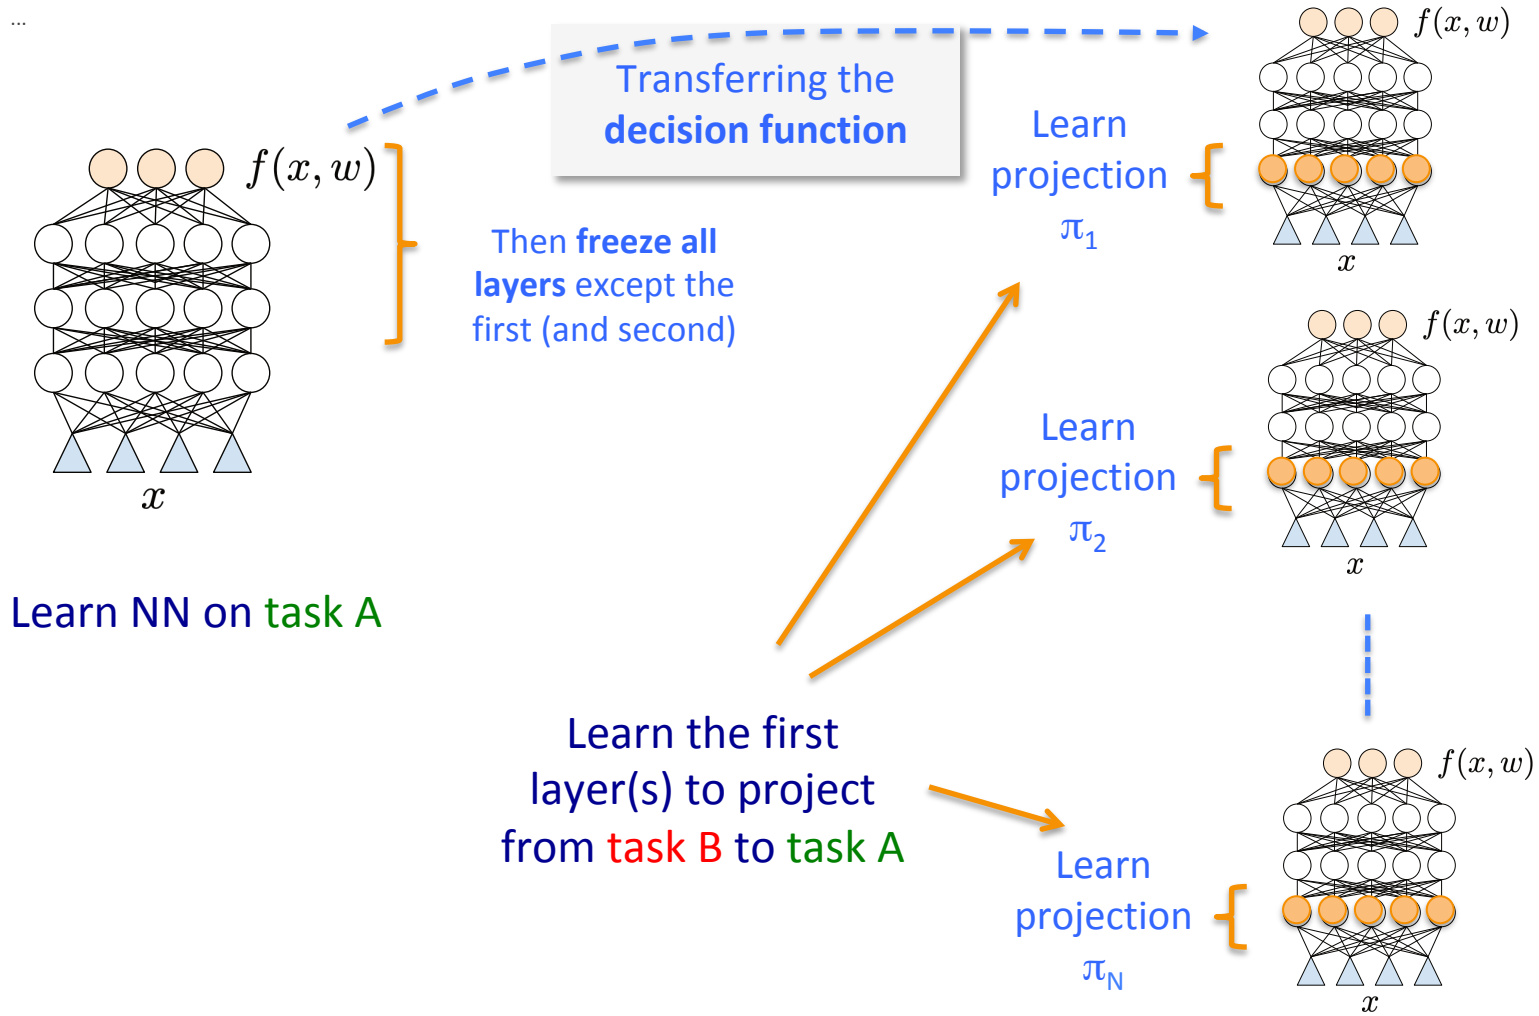 ...
Transferring the
decision function
f(x, w)
Then freeze all
layers except the
first (and second)
x
Learn NN on task A
Learn the first
layer(s) to project
from task B to task A
Learn
projection
π1
f(x, w)
x
Learn
projection
π2
f(x, w)
x
Learn
projection
πN
f(x, w)
x